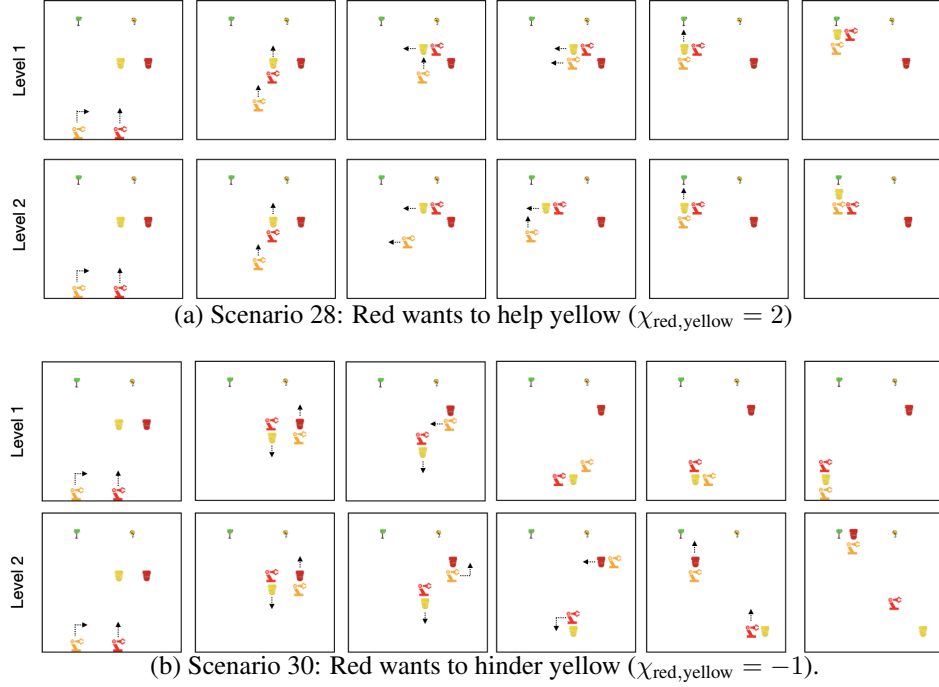 Level 1
Level 2
(a) Scenario 28: Red wants to help yellow (χred,yellow = 2)
Level 1
Level 2
(b) Scenario 30: Red wants to hinder yellow (χred,yellow = −1).